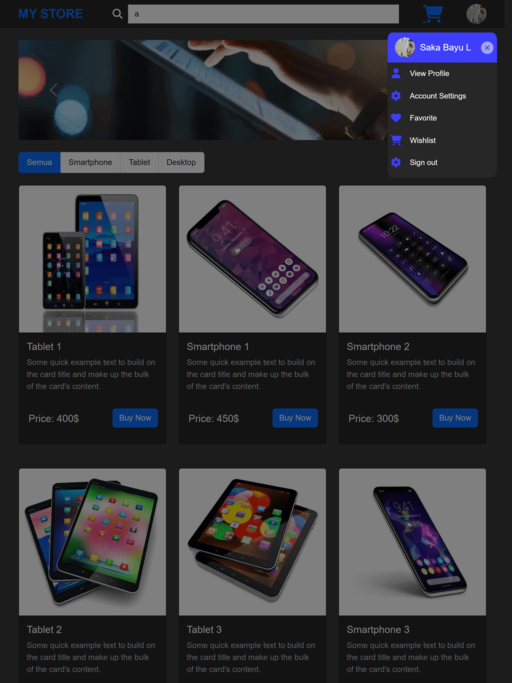 MY STORE
a
Saka Bayu L
View Profile
Account Settings
Favorite
Wishlist
Sign out
Semua Smartphone Tablet Desktop
Tablet 1
Some quick example text to build on
the card title and make up the bulk
of the card's content.
Price: 400$ Buy Now
Smartphone 1
Some quick example text to build on
the card title and make up the bulk
of the card's content.
Price: 450$ Buy Now
Smartphone 2
Some quick example text to build on
the card title and make up the bulk
of the card's content.
Price: 300$ Buy Now
9:41
10:22
Tablet 2
Some quick example text to build on
the card title and make up the bulk
of the card's content.
Tablet 3
Some quick example text to build on
the card title and make up the bulk
of the card's content.
Smartphone 3
Some quick example text to build on
the card title and make up the bulk
of the card's content.